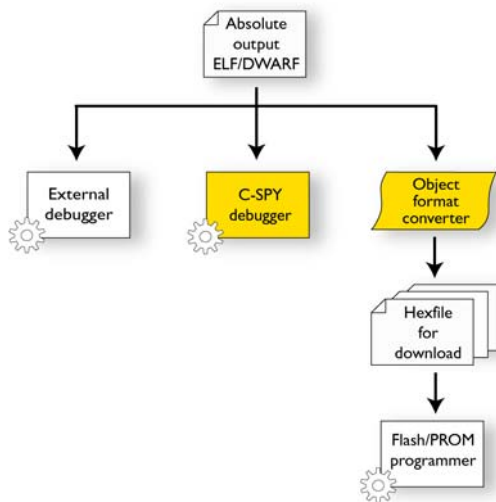 Absolute
output
ELF/DWARF
External
debugger
C-SPY
debugger
Object
format
converter
Hexfile
for
download
Flash/PROM
programmer